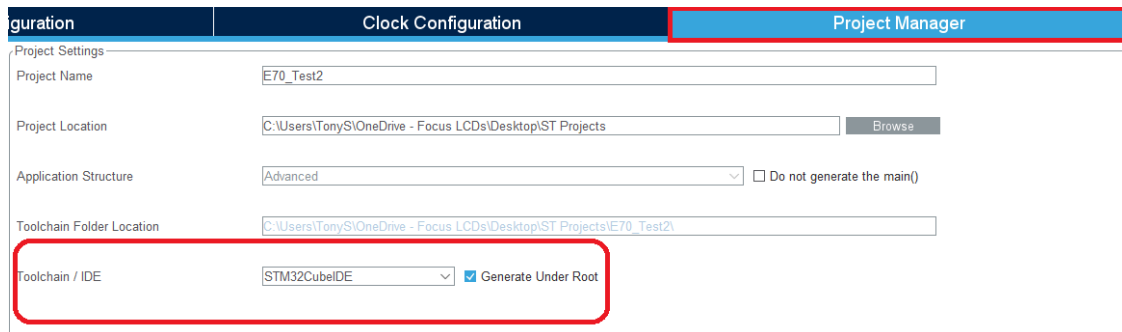 iguration Clock Configuration Project Manager
Project Settings
Project Name E70_Test2
Project Location C:\Users\TonyS\OneDrive - Focus LCDs\Desktop\ST Projects Browse
Application Structure Advanced Do not generate the main()
Toolchain Folder Location C:\Users\TonyS\OneDrive - Focus LCDs\Desktop\ST Projects\E70_Test2\
Toolchain / IDE STM32CubeIDE Generate Under Root